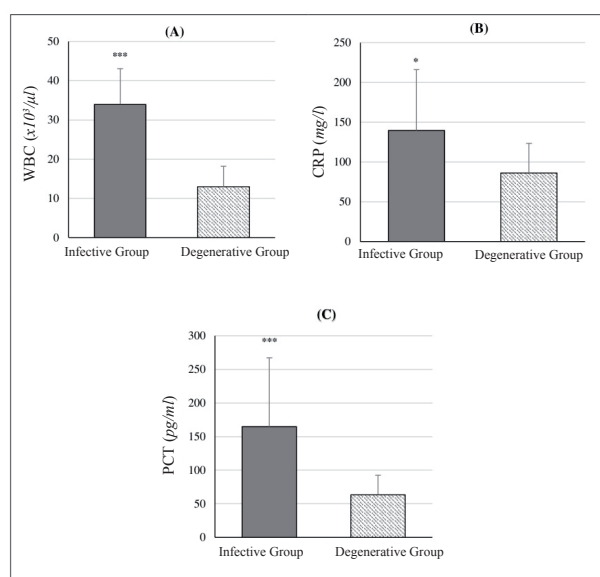 (A)
WBC (x10³/µl)
50
40
30
20
10
0
***
Infective Group
Degenerative Group
(B)
CRP (mg/l)
250
200
150
100
50
0
*
Infective Group
Degenerative Group
(C)
PCT (pg/ml)
300
250
200
150
100
50
0
***
Infective Group
Degenerative Group